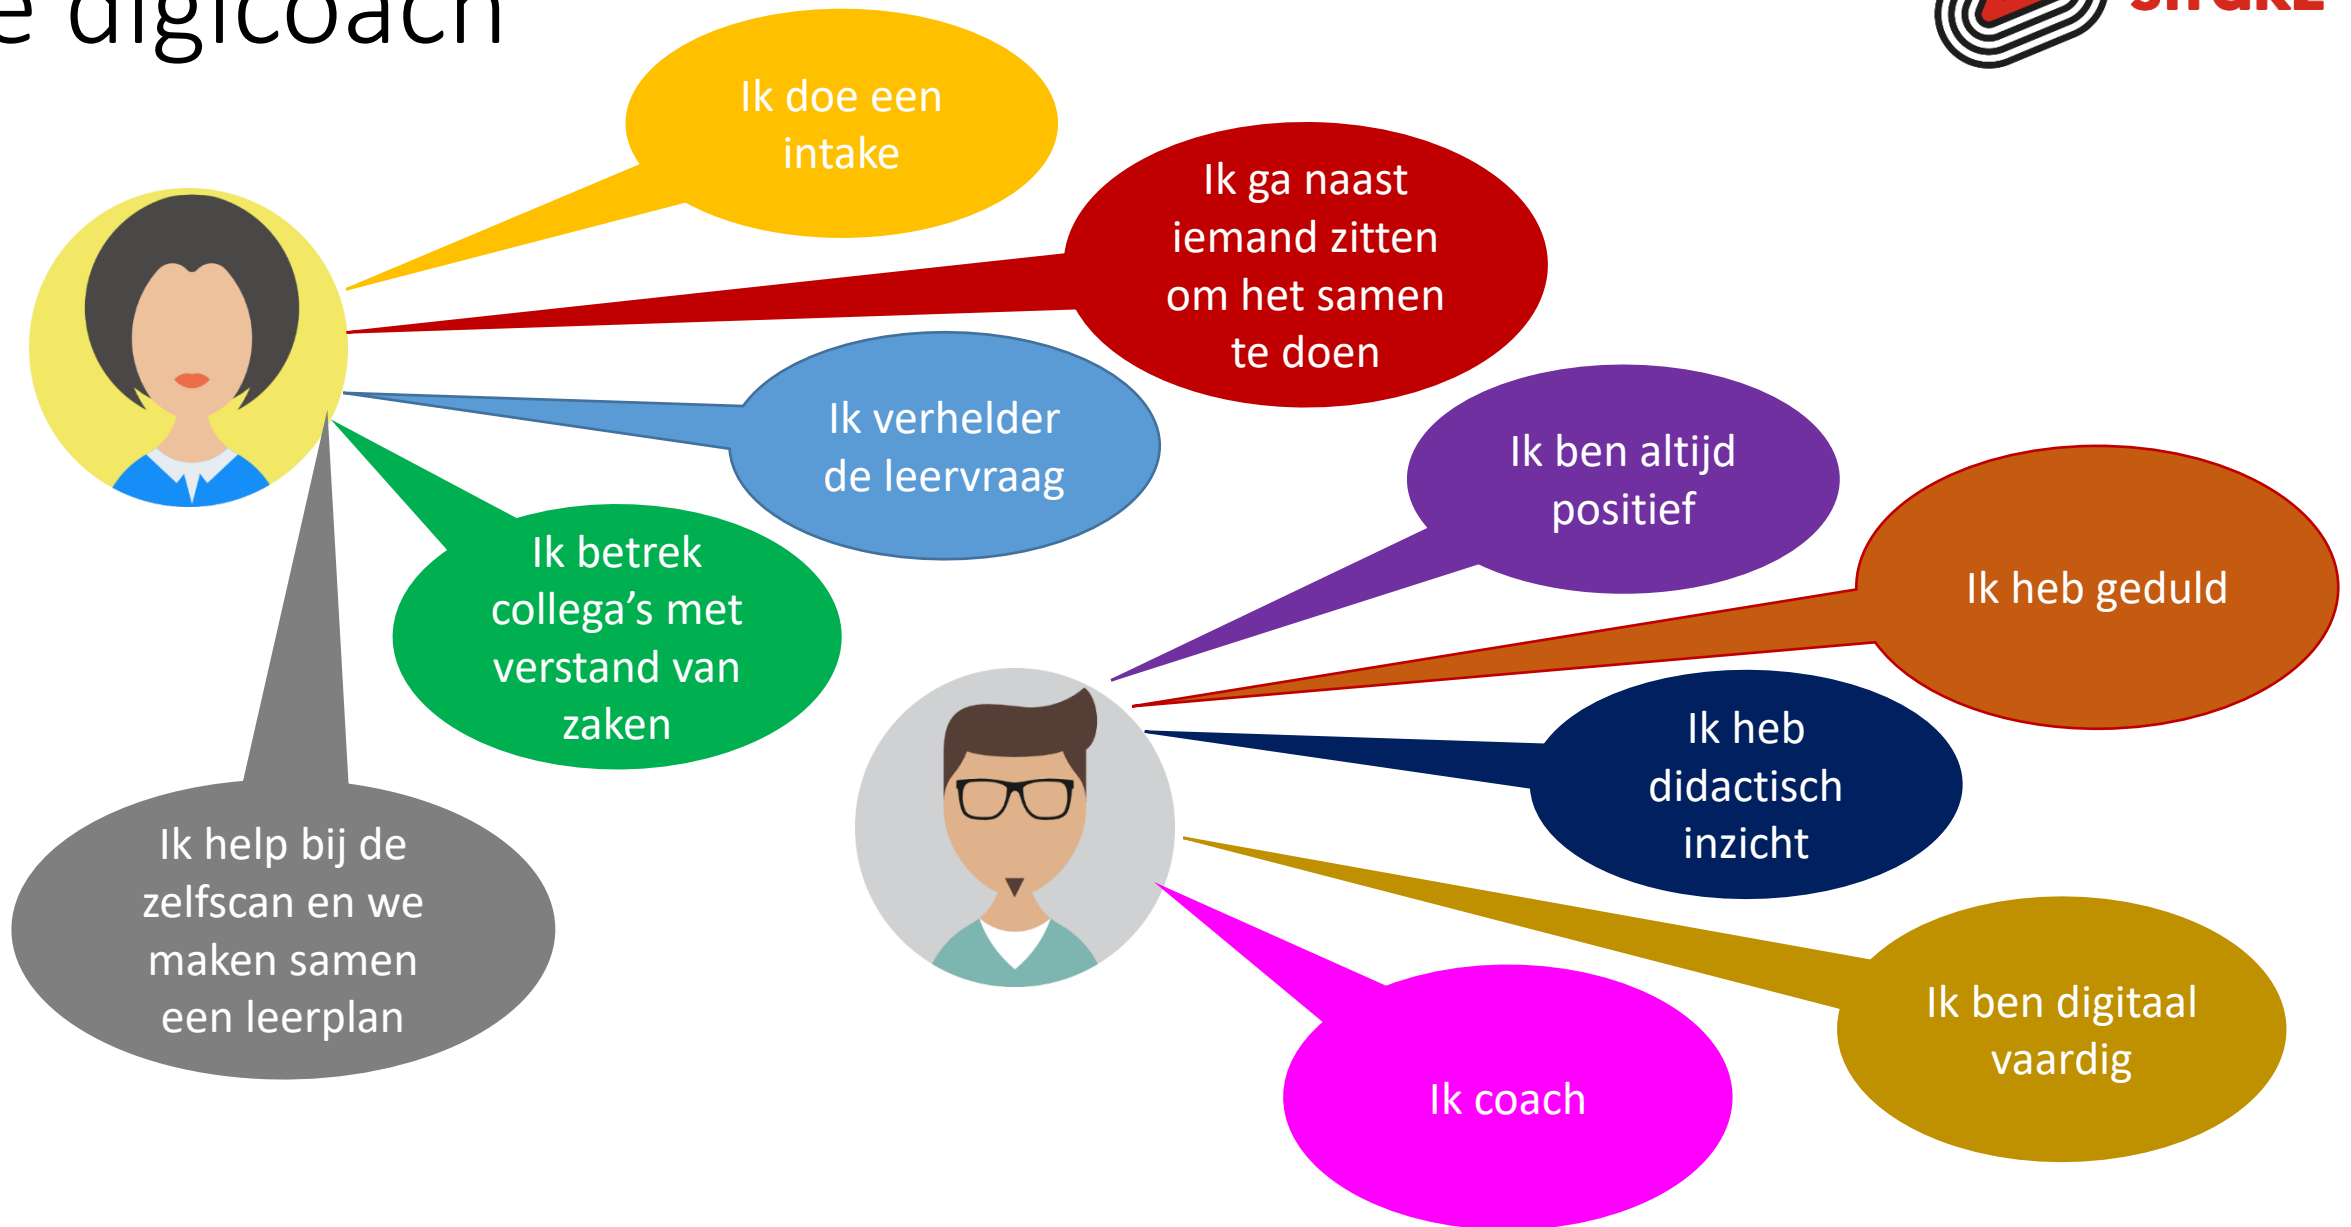 e digicoach
Ik doe een
intake
Ik ga naast
iemand zitten
om het samen
te doen
Ik verhelder
de leervraag
Ik betrek
collega’s met
verstand van
zaken
Ik help bij de
zelfscan en we
maken samen
een leerplan
Ik ben altijd
positief
Ik heb geduld
Ik heb
didactisch
inzicht
Ik ben digitaal
vaardig
Ik coach